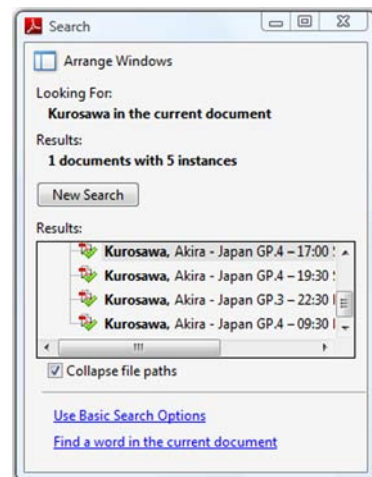 Search
Arrange Windows
Looking For:
Kurosawa in the current document
Results:
1 documents with 5 instances
New Search
Results:
Kurosawa, Akira - Japan GP.4 – 17:00
Kurosawa, Akira - Japan GP.4 – 19:30
Kurosawa, Akira - Japan GP.3 – 22:30
Kurosawa, Akira - Japan GP.4 – 09:30
Collapse file paths
Use Basic Search Options
Find a word in the current document